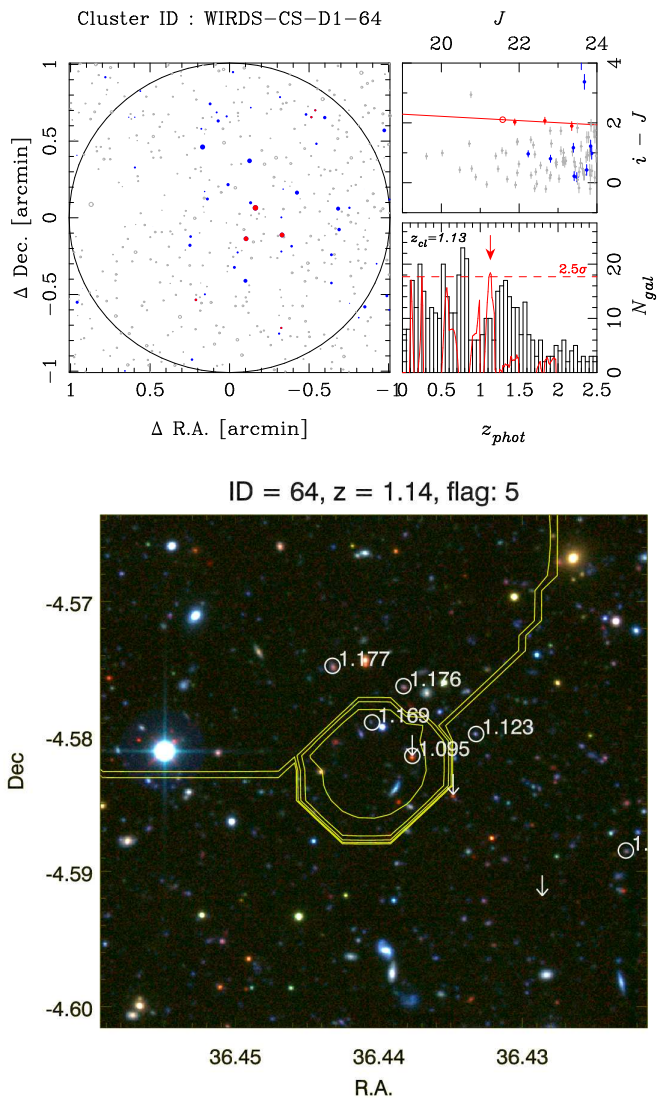 Cluster ID : WIRDS-CS-D1-64
J
20 22 24
1
0.5
0
−0.5
−1
Δ Dec. [arcmin]
1 0.5 0 −0.5 −1
Δ R.A. [arcmin]
4
2
0
i − J
z_cl=1.13
2.5σ
20
10
0
N_gal
0 0.5 1 1.5 2 2.5
z_phot
ID = 64, z = 1.14, flag: 5
-4.57
-4.58
-4.59
-4.60
Dec
1.177
1.176
1.169
1.123
1.095
1.
36.45 36.44 36.43
R.A.